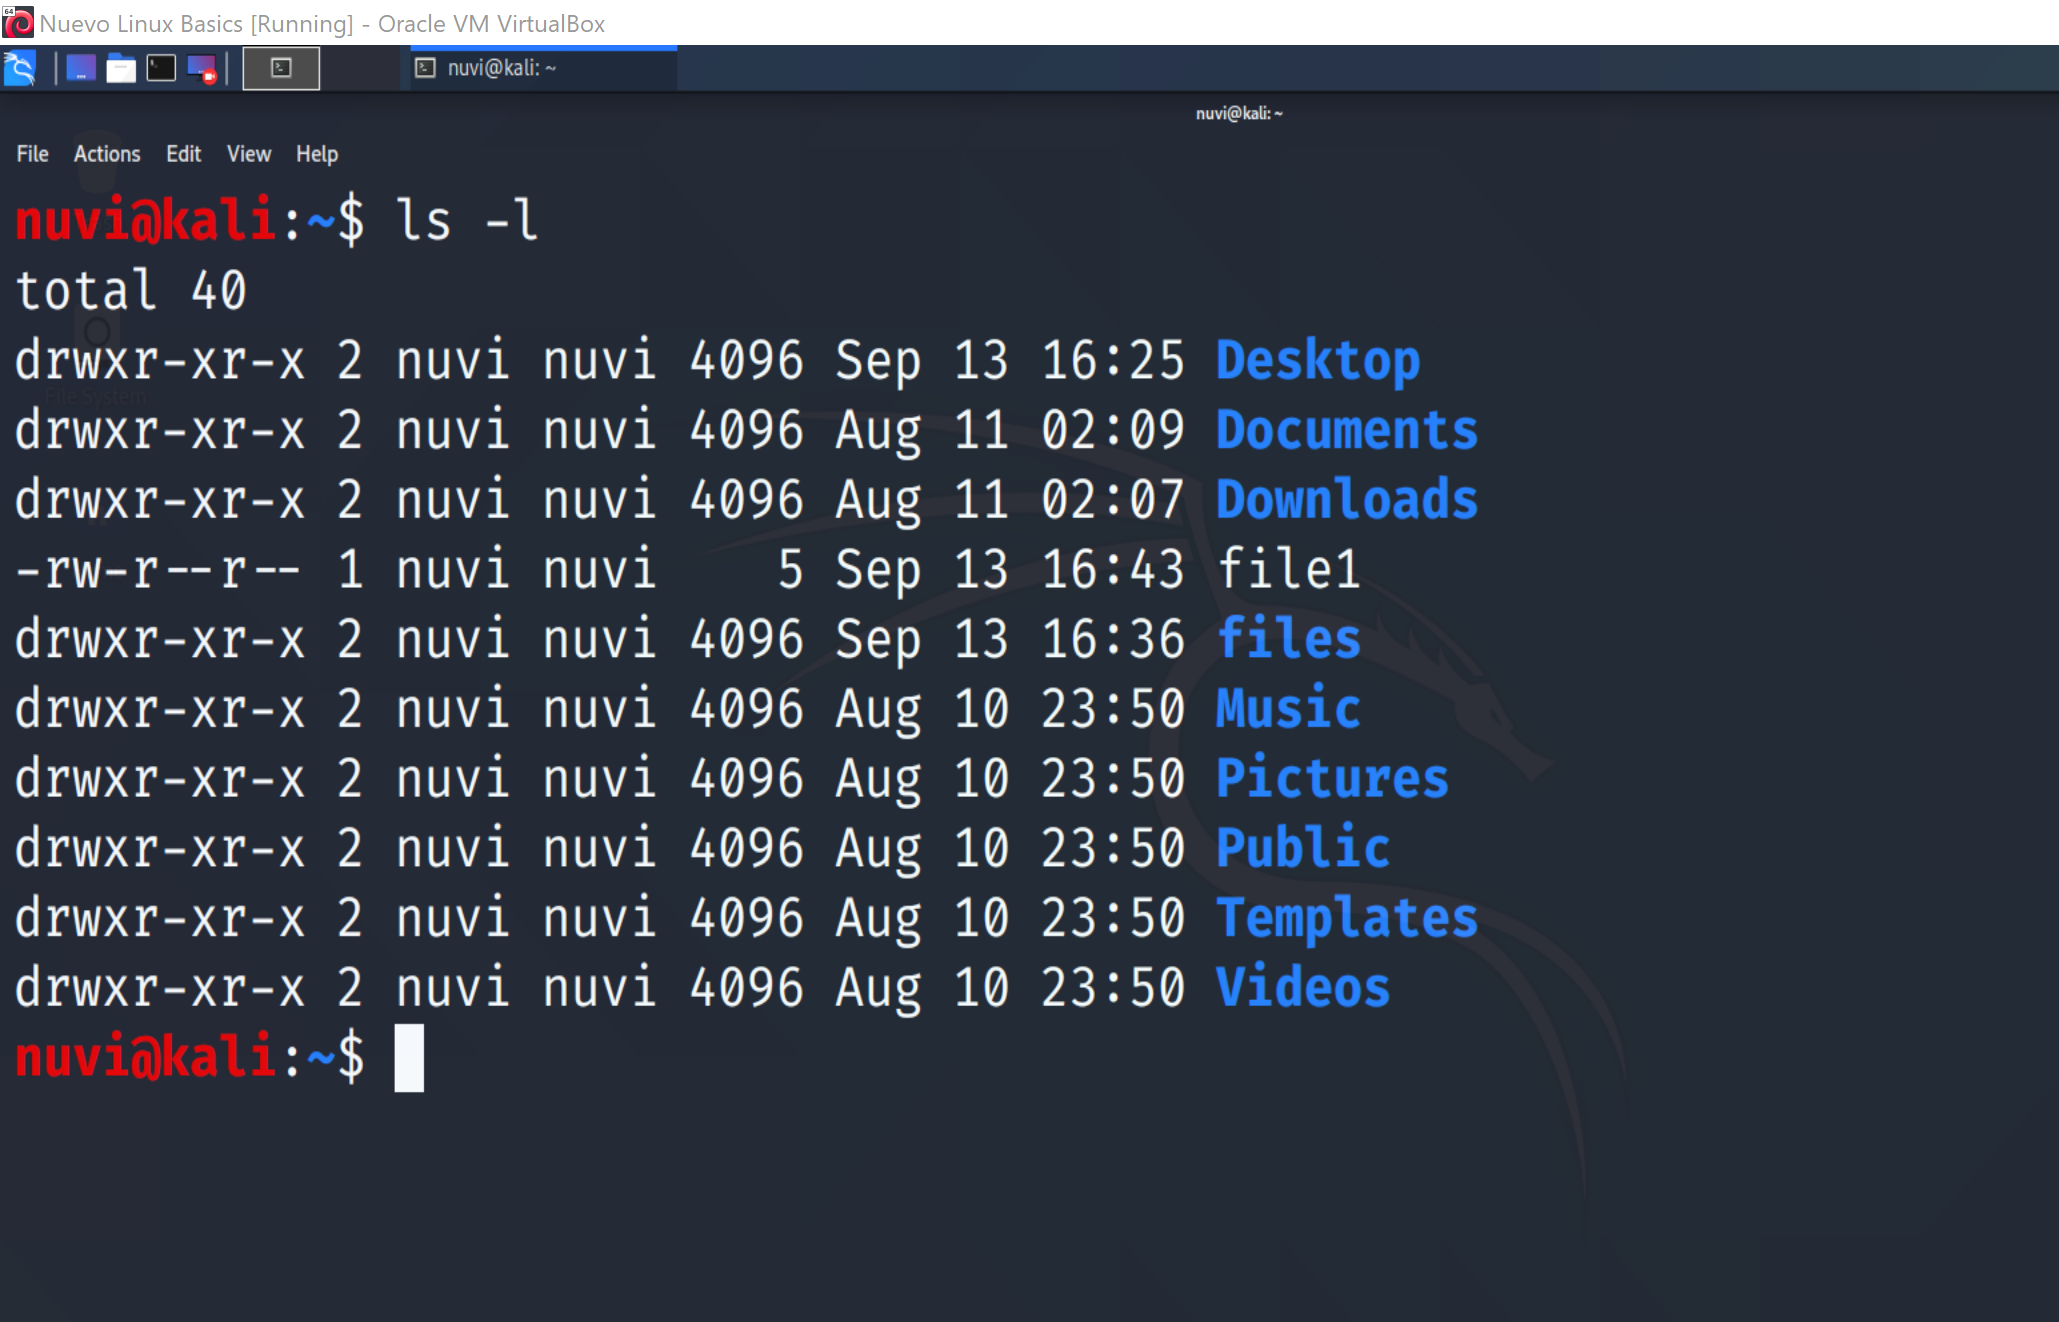 64
Nuevo Linux Basics [Running] - Oracle VM VirtualBox
nuvi@kali: ~
nuvi@kali: ~
File Actions Edit View Help
nuvi@kali:~$ ls -l
total 40
drwxr-xr-x 2 nuvi nuvi 4096 Sep 13 16:25 Desktop
File System
drwxr-xr-x 2 nuvi nuvi 4096 Aug 11 02:09 Documents
drwxr-xr-x 2 nuvi nuvi 4096 Aug 11 02:07 Downloads
-rw-r--r-- 1 nuvi nuvi    5 Sep 13 16:43 file1
drwxr-xr-x 2 nuvi nuvi 4096 Sep 13 16:36 files
drwxr-xr-x 2 nuvi nuvi 4096 Aug 10 23:50 Music
drwxr-xr-x 2 nuvi nuvi 4096 Aug 10 23:50 Pictures
drwxr-xr-x 2 nuvi nuvi 4096 Aug 10 23:50 Public
drwxr-xr-x 2 nuvi nuvi 4096 Aug 10 23:50 Templates
drwxr-xr-x 2 nuvi nuvi 4096 Aug 10 23:50 Videos
nuvi@kali:~$